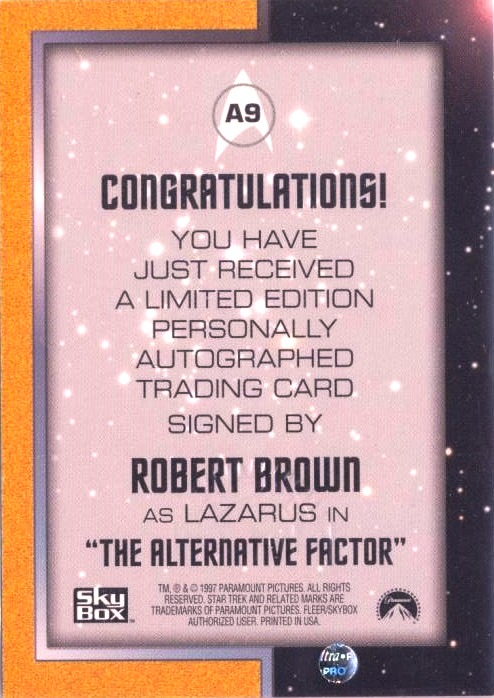 A9
CONGRATULATIONS!
YOU HAVE
JUST RECEIVED
A LIMITED EDITION
PERSONALLY
AUTOGRAPHED
TRADING CARD
SIGNED BY
ROBERT BROWN
AS LAZARUS IN
“THE ALTERNATIVE FACTOR”
TM, ® & © 1997 PARAMOUNT PICTURES. ALL RIGHTS
RESERVED. STAR TREK AND RELATED MARKS ARE
TRADEMARKS OF PARAMOUNT PICTURES. FLEER/SKYBOX
AUTHORIZED USER. PRINTED IN USA.
Sky
BOX™
Paramount
PRO